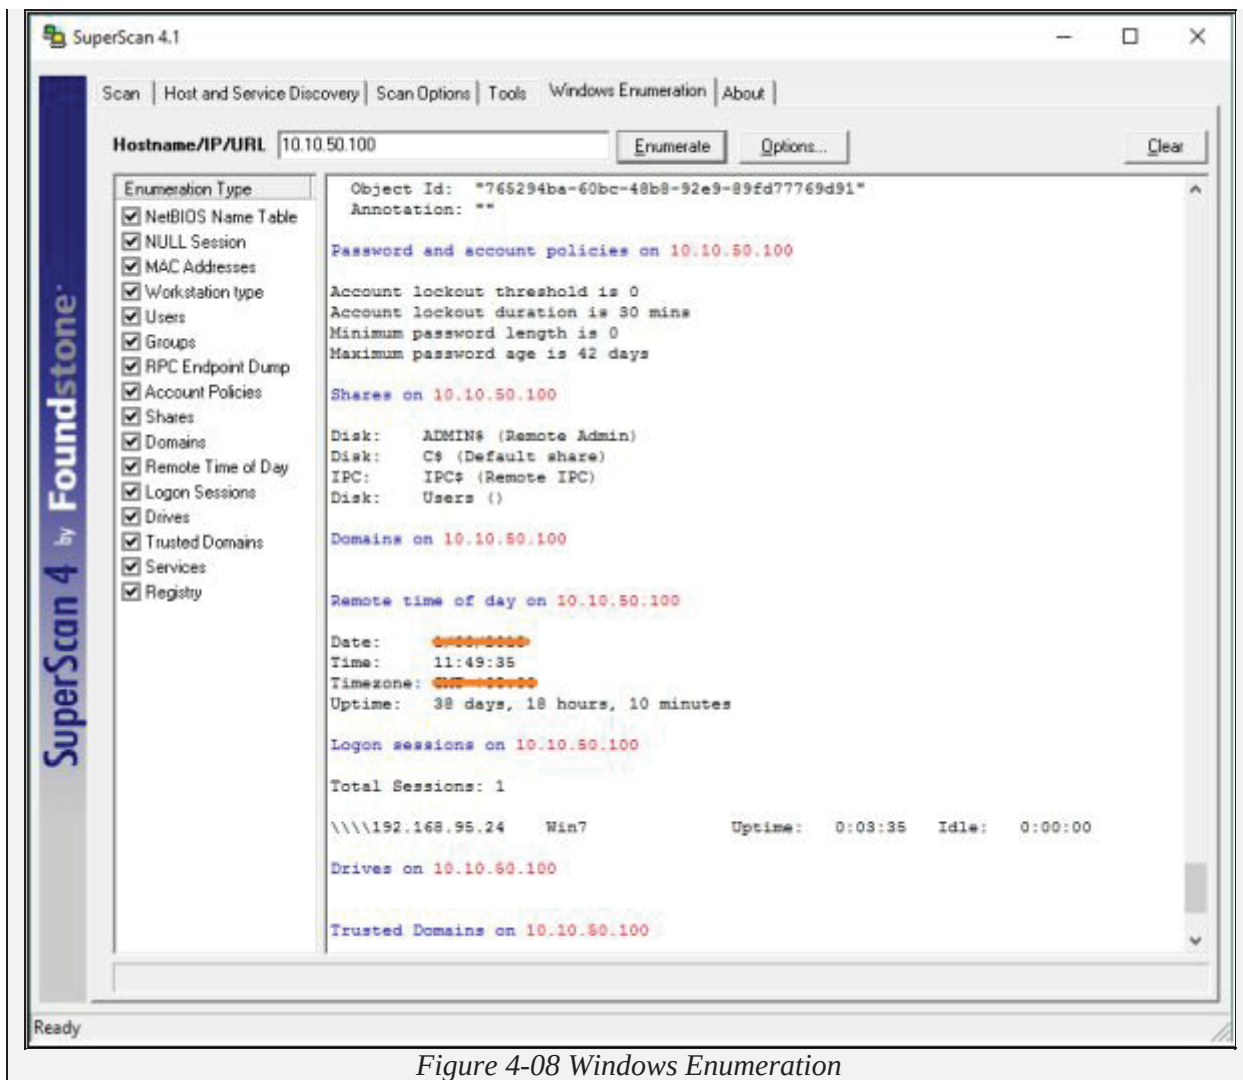 SuperScan 4.1
Scan Host and Service Discovery Scan Options Tools Windows Enumeration About
Hostname/IP/URL 10.10.50.100 Enumerate Options... Clear
Enumeration Type
NetBIOS Name Table
NULL Session
MAC Addresses
Workstation type
Users
Groups
RPC Endpoint Dump
Account Policies
Shares
Domains
Remote Time of Day
Logon Sessions
Drives
Trusted Domains
Services
Registry
Object Id: "765294ba-60bc-48b8-92e9-89fd77769d91"
Annotation: ""
Password and account policies on 10.10.50.100
Account lockout threshold is 0
Account lockout duration is 30 mins
Minimum password length is 0
Maximum password age is 42 days
Shares on 10.10.50.100
Disk: ADMIN$ (Remote Admin)
Disk: C$ (Default share)
IPC: IPC$ (Remote IPC)
Disk: Users ()
Domains on 10.10.50.100
Remote time of day on 10.10.50.100
Date:
Time: 11:49:35
Timezone:
Uptime: 38 days, 18 hours, 10 minutes
Logon sessions on 10.10.50.100
Total Sessions: 1
\\\\192.168.95.24 Win7 Uptime: 0:03:35 Idle: 0:00:00
Drives on 10.10.50.100
Trusted Domains on 10.10.50.100
SuperScan 4 by Foundstone
Ready
Figure 4-08 Windows Enumeration